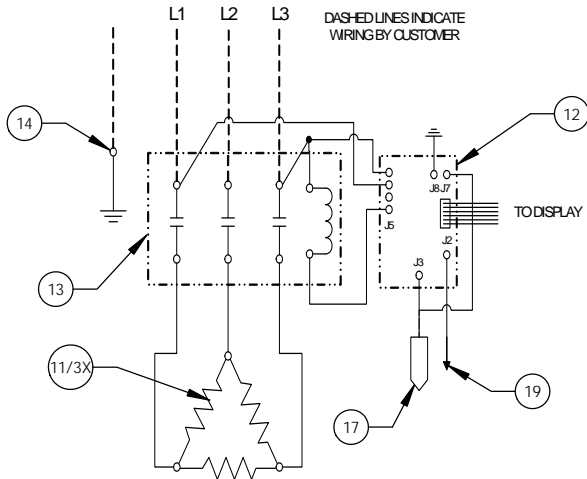 L1 L2 L3
DASHED LINES INDICATE
WIRING BY CUSTOMER
14
12
J8 J7
TO DISPLAY
J5
J2
J3
13
11/3X
19
17